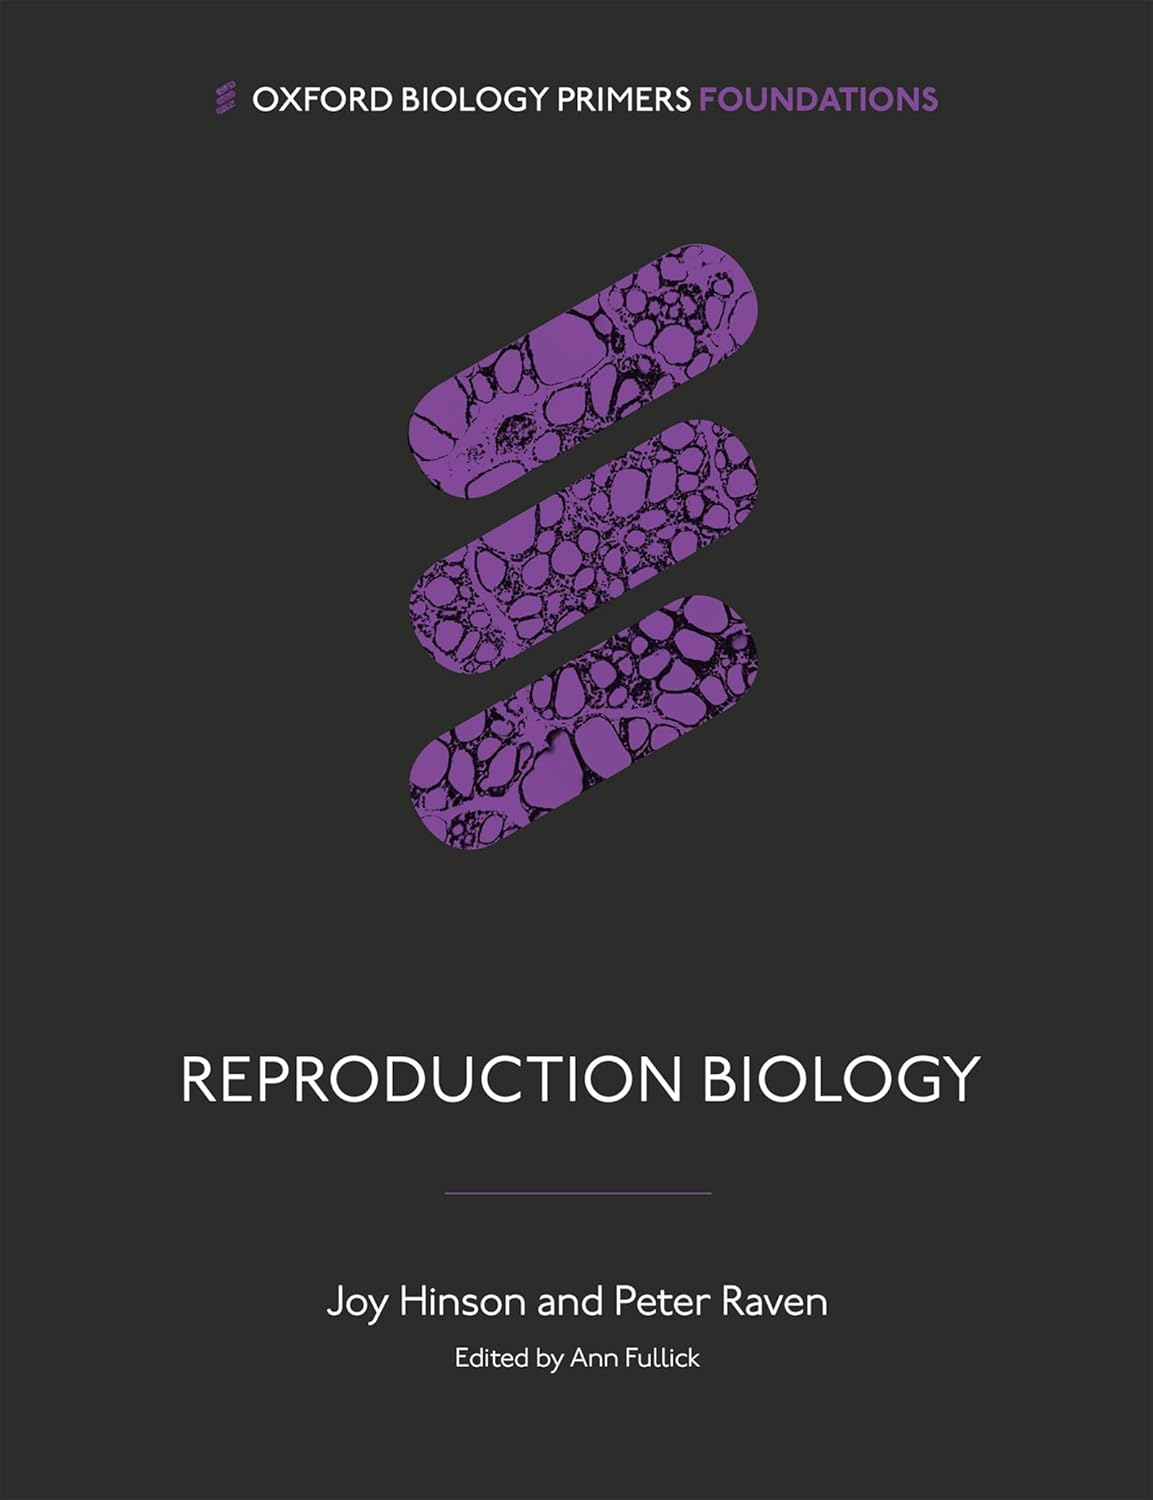 OXFORD BIOLOGY PRIMERS FOUNDATIONS
REPRODUCTION BIOLOGY
Joy Hinson and Peter Raven
Edited by Ann Fullick